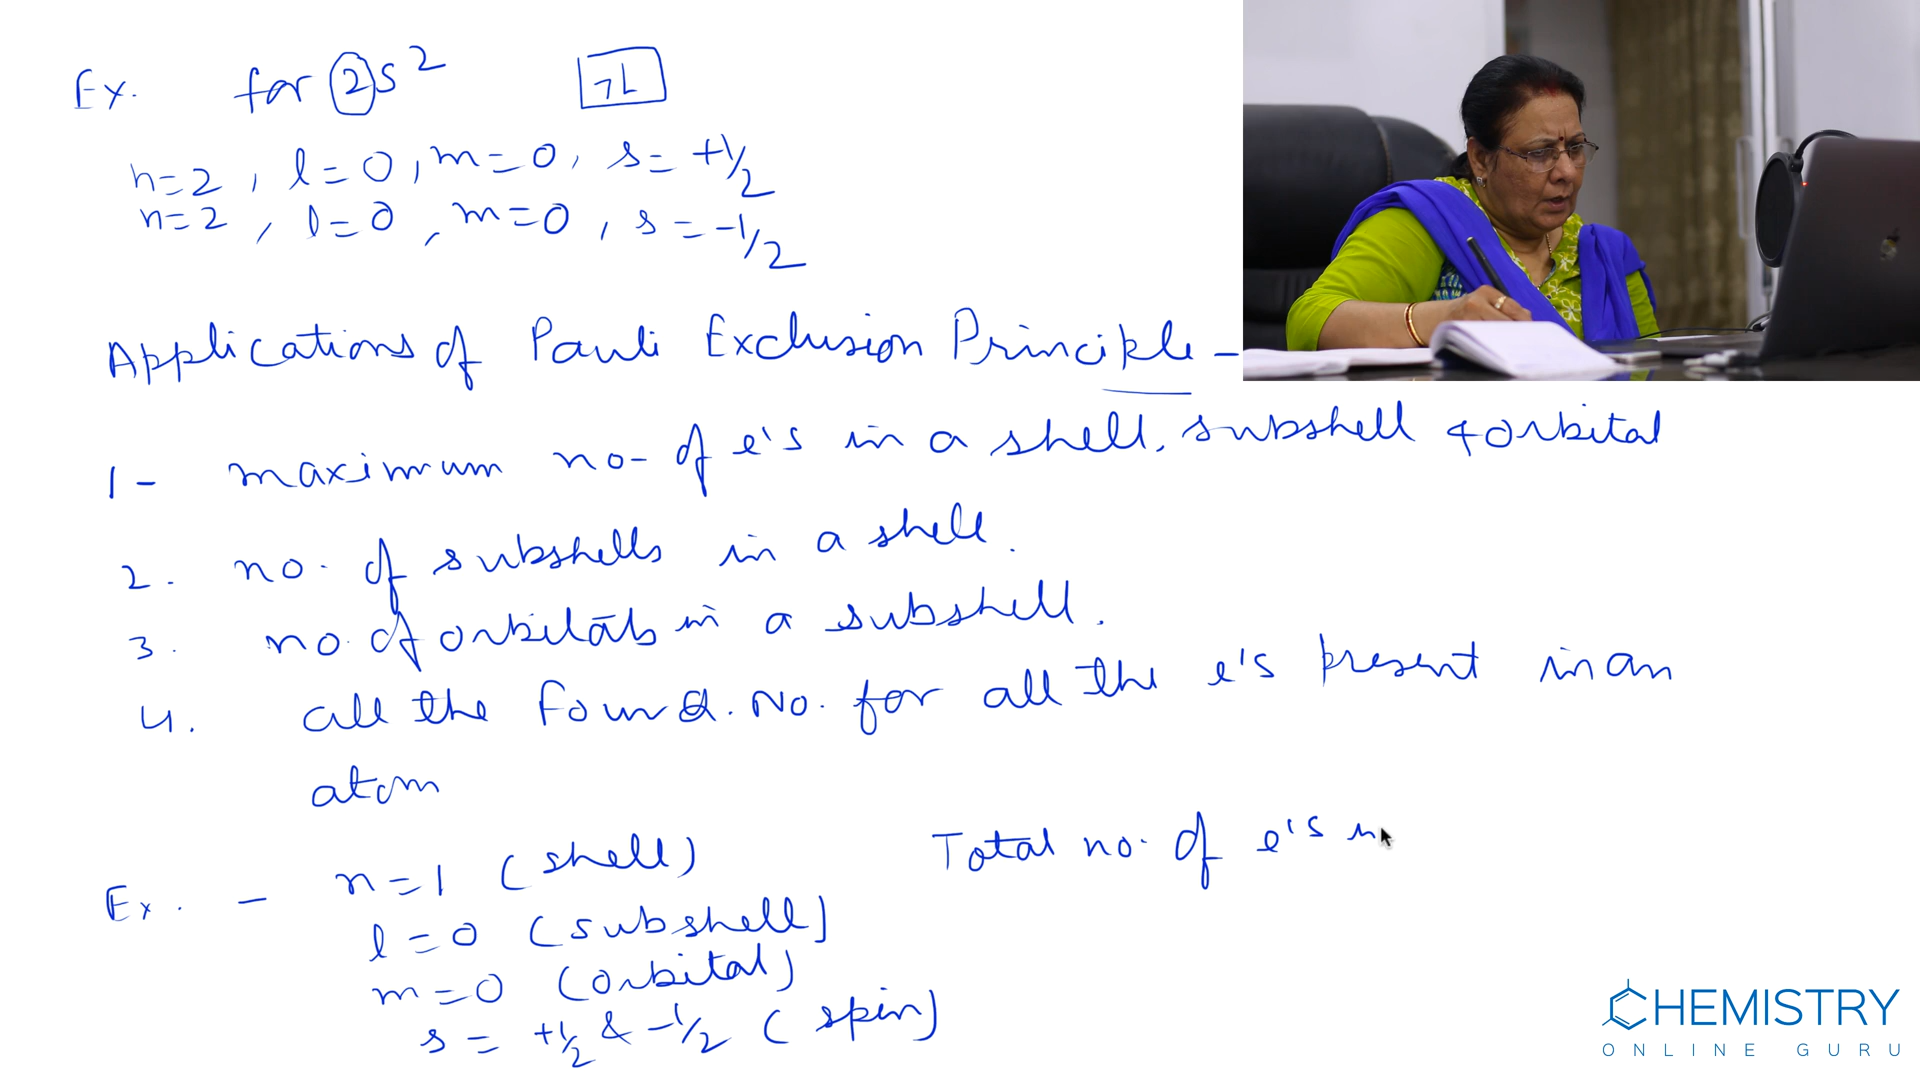 Ex. for 2s²
n=2, l=0, m=0, s=+1/2
n=2, l=0, m=0, s=-1/2
Applications of Pauli Exclusion Principle -
1- maximum no- of e's in a shell, subshell & orbital
2. no. of subshells in a shell.
3. no. of orbitals in a subshell.
4. all the four Q. No. for all the e's present in an
atom
Ex. - n=1 (shell)
l=0 (subshell)
m=0 (orbital)
s= +1/2 & -1/2 (spin)
Total no. of e's
CHEMISTRY
ONLINE GURU